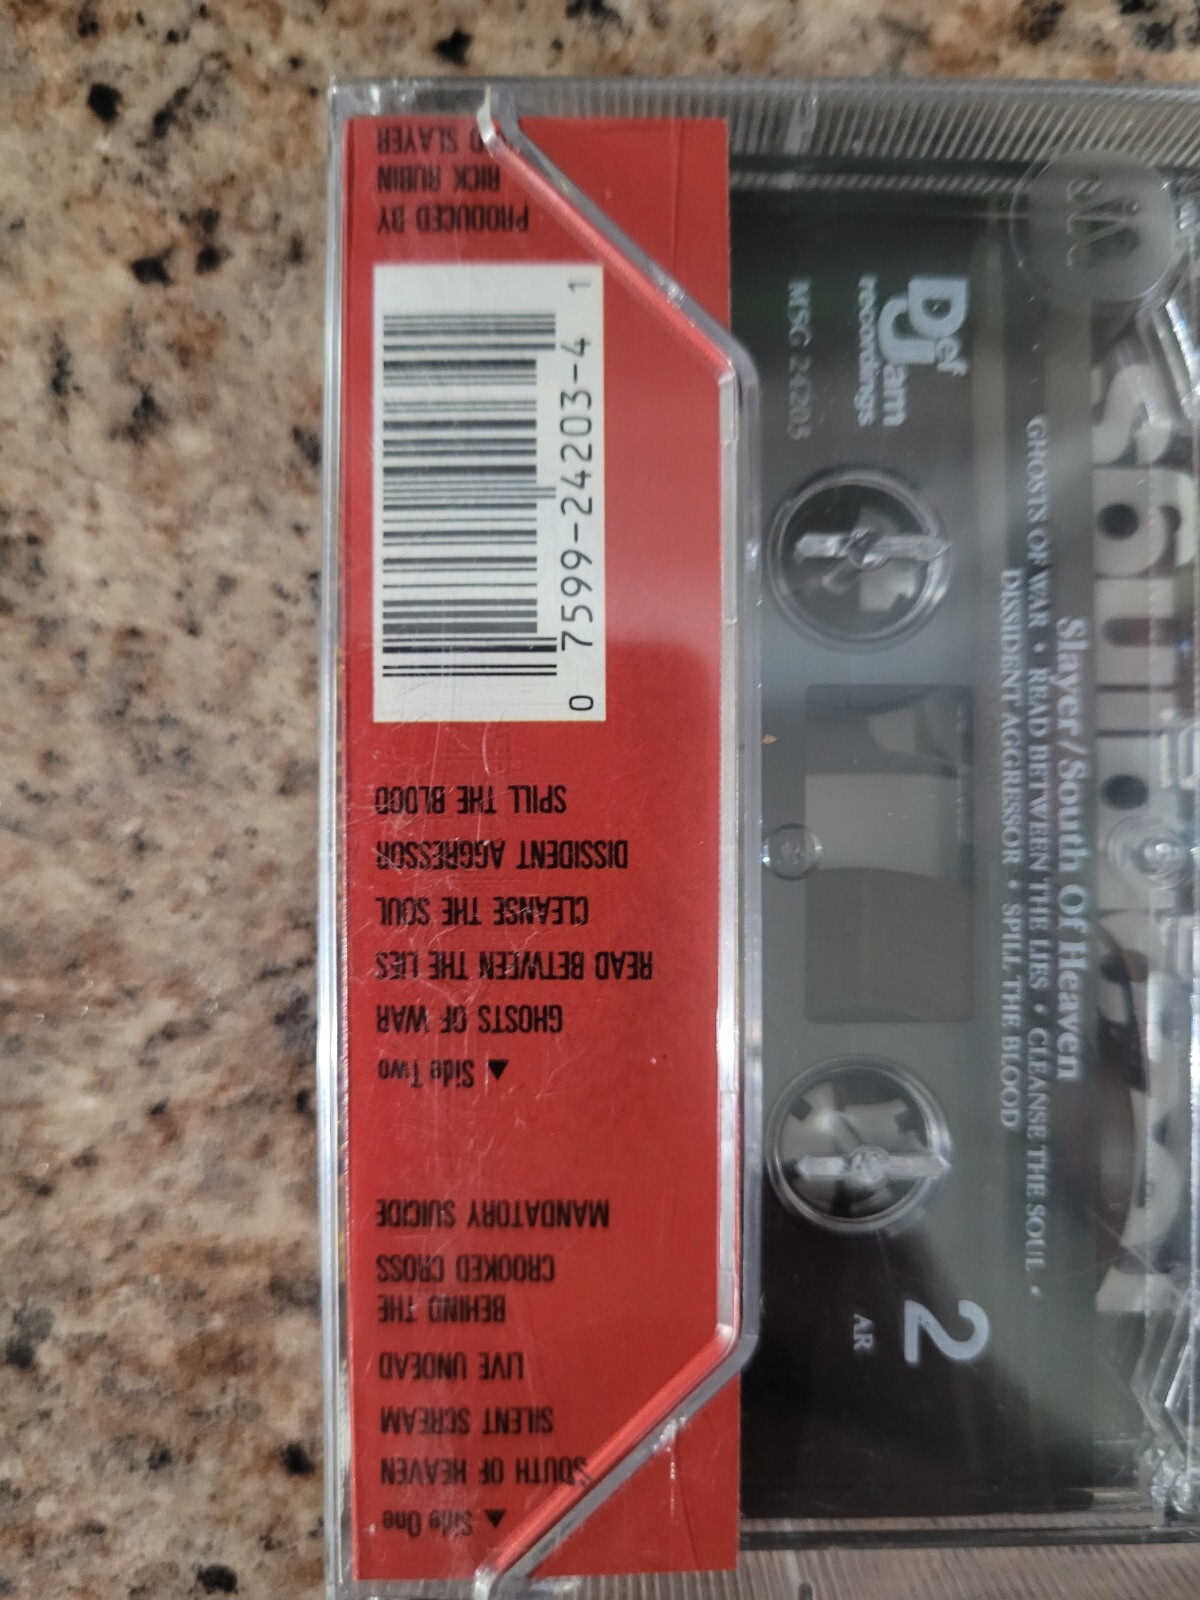 ▲ Side One
SOUTH OF HEAVEN
SILENT SCREAM
LIVE UNDEAD
BEHIND THE
CROOKED CROSS
MANDATORY SUICIDE
▲ Side Two
GHOSTS OF WAR
READ BETWEEN THE LIES
CLEANSE THE SOUL
DISSIDENT AGGRESSOR
SPILL THE BLOOD
0 7599-24203-4 1
PRODUCED BY
RICK RUBIN
SLAYER
Slayer/South Of Heaven
GHOSTS OF WAR • READ BETWEEN THE LIES • CLEANSE THE SOUL •
DISSIDENT AGGRESSOR • SPILL THE BLOOD
Def
Jam
recordings
M5G 24203
2
AR